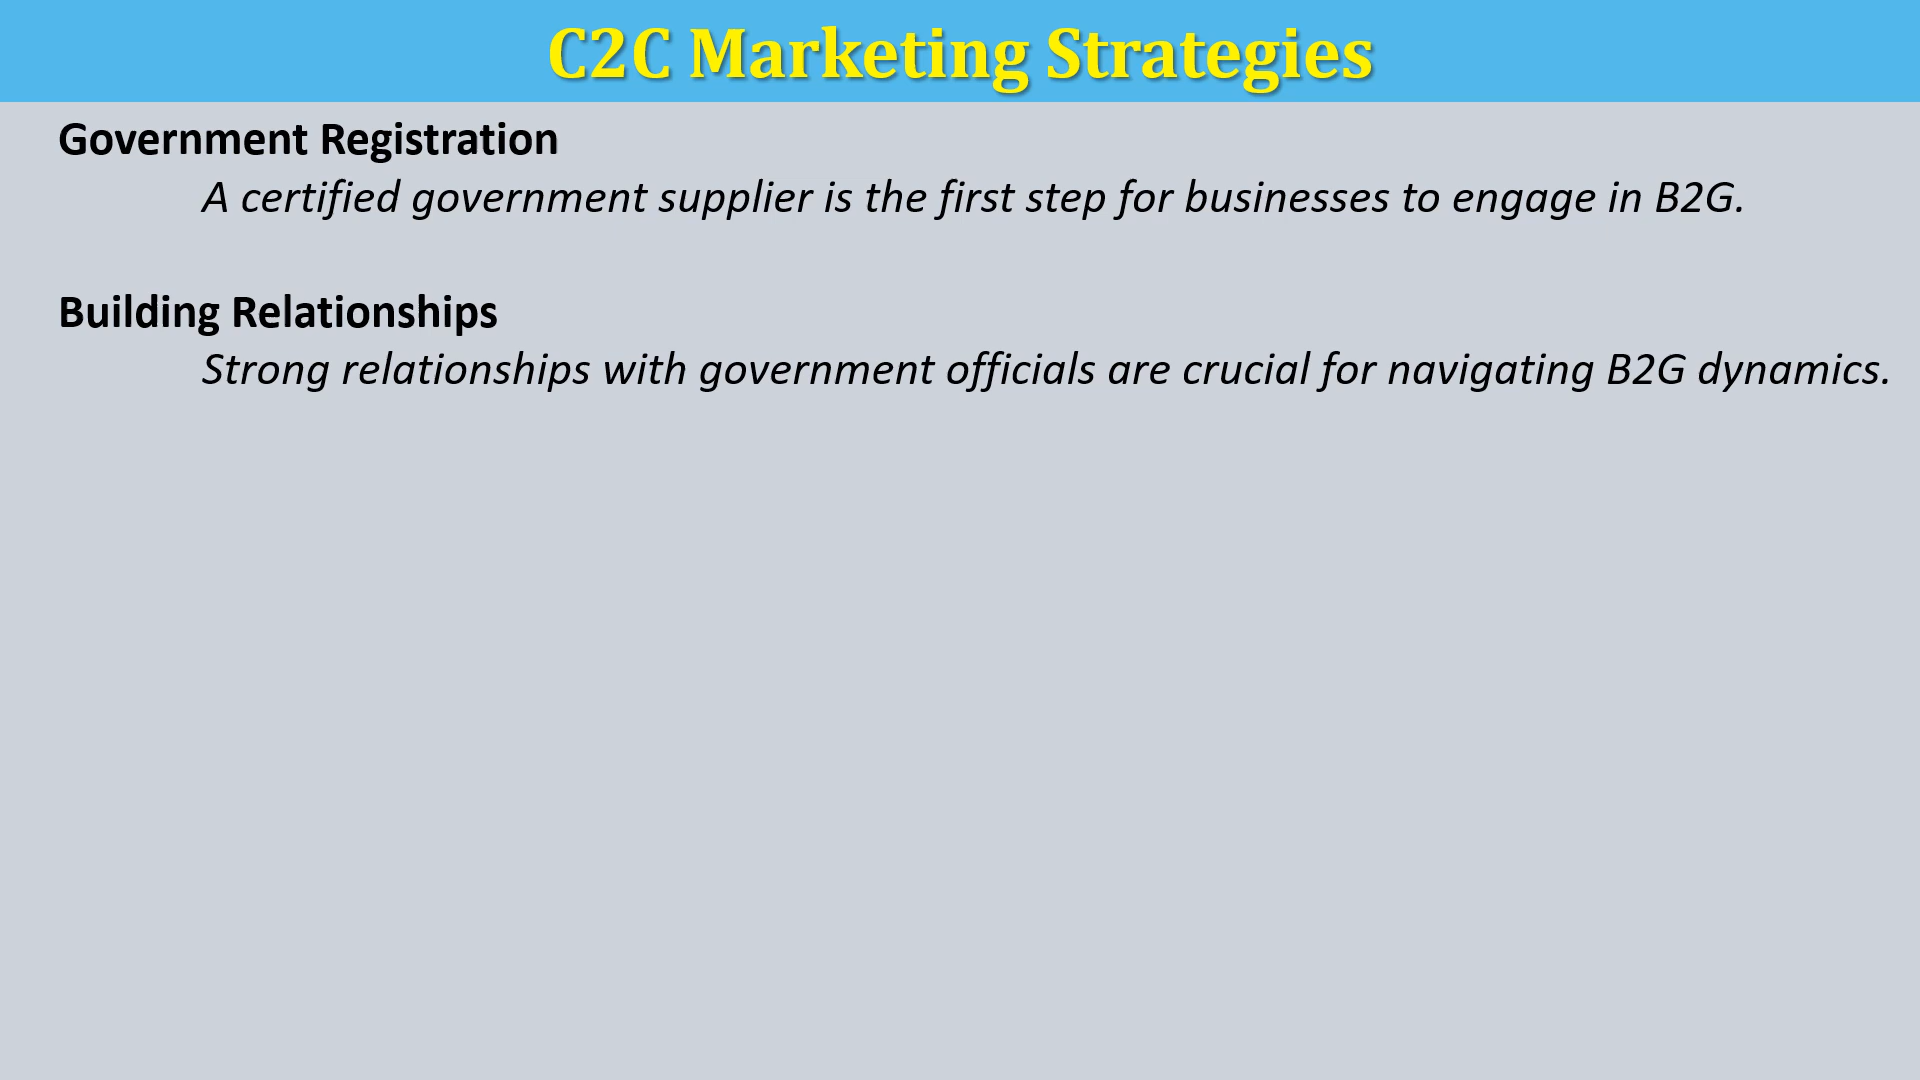 C2C Marketing Strategies
Government Registration
A certified government supplier is the first step for businesses to engage in B2G.
Building Relationships
Strong relationships with government officials are crucial for navigating B2G dynamics.